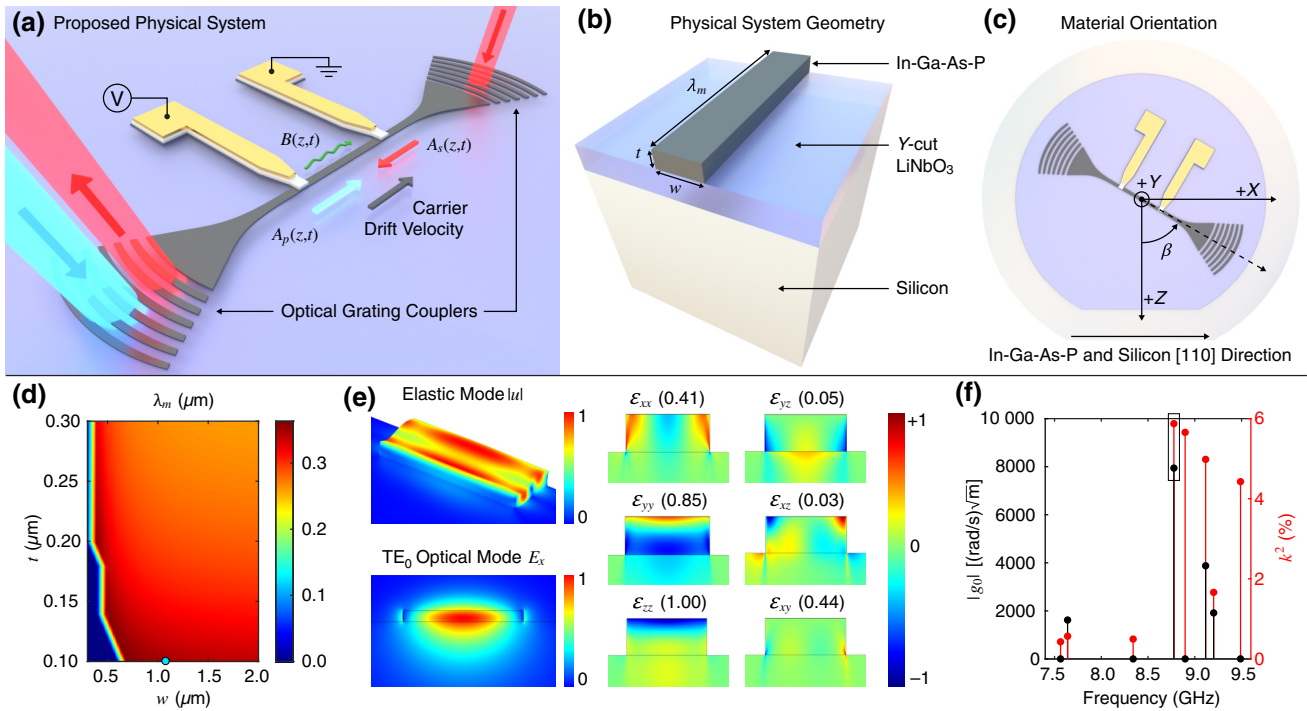 (a) Proposed Physical System
V
B(z,t)
A_s(z,t)
A_p(z,t)
Carrier
Drift Velocity
Optical Grating Couplers
(b) Physical System Geometry
λ_m
t
w
In-Ga-As-P
Y-cut
LiNbO₃
Silicon
(c) Material Orientation
+Y
+X
β
+Z
In-Ga-As-P and Silicon [110] Direction
(d)
λ_m (μm)
t (μm)
0.30
0.25
0.20
0.15
0.10
0.5
1.0
1.5
2.0
w (μm)
0.3
0.2
0.1
0.0
(e)
Elastic Mode |u|
1
0
TE₀ Optical Mode E_x
1
0
ε_xx (0.41)
ε_yz (0.05)
ε_yy (0.85)
ε_xz (0.03)
ε_zz (1.00)
ε_xy (0.44)
+1
0
−1
(f)
|g₀| [(rad/s)√m]
10 000
8000
6000
4000
2000
0
7.5
8.0
8.5
9.0
9.5
Frequency (GHz)
6
4
2
0
k² (%)